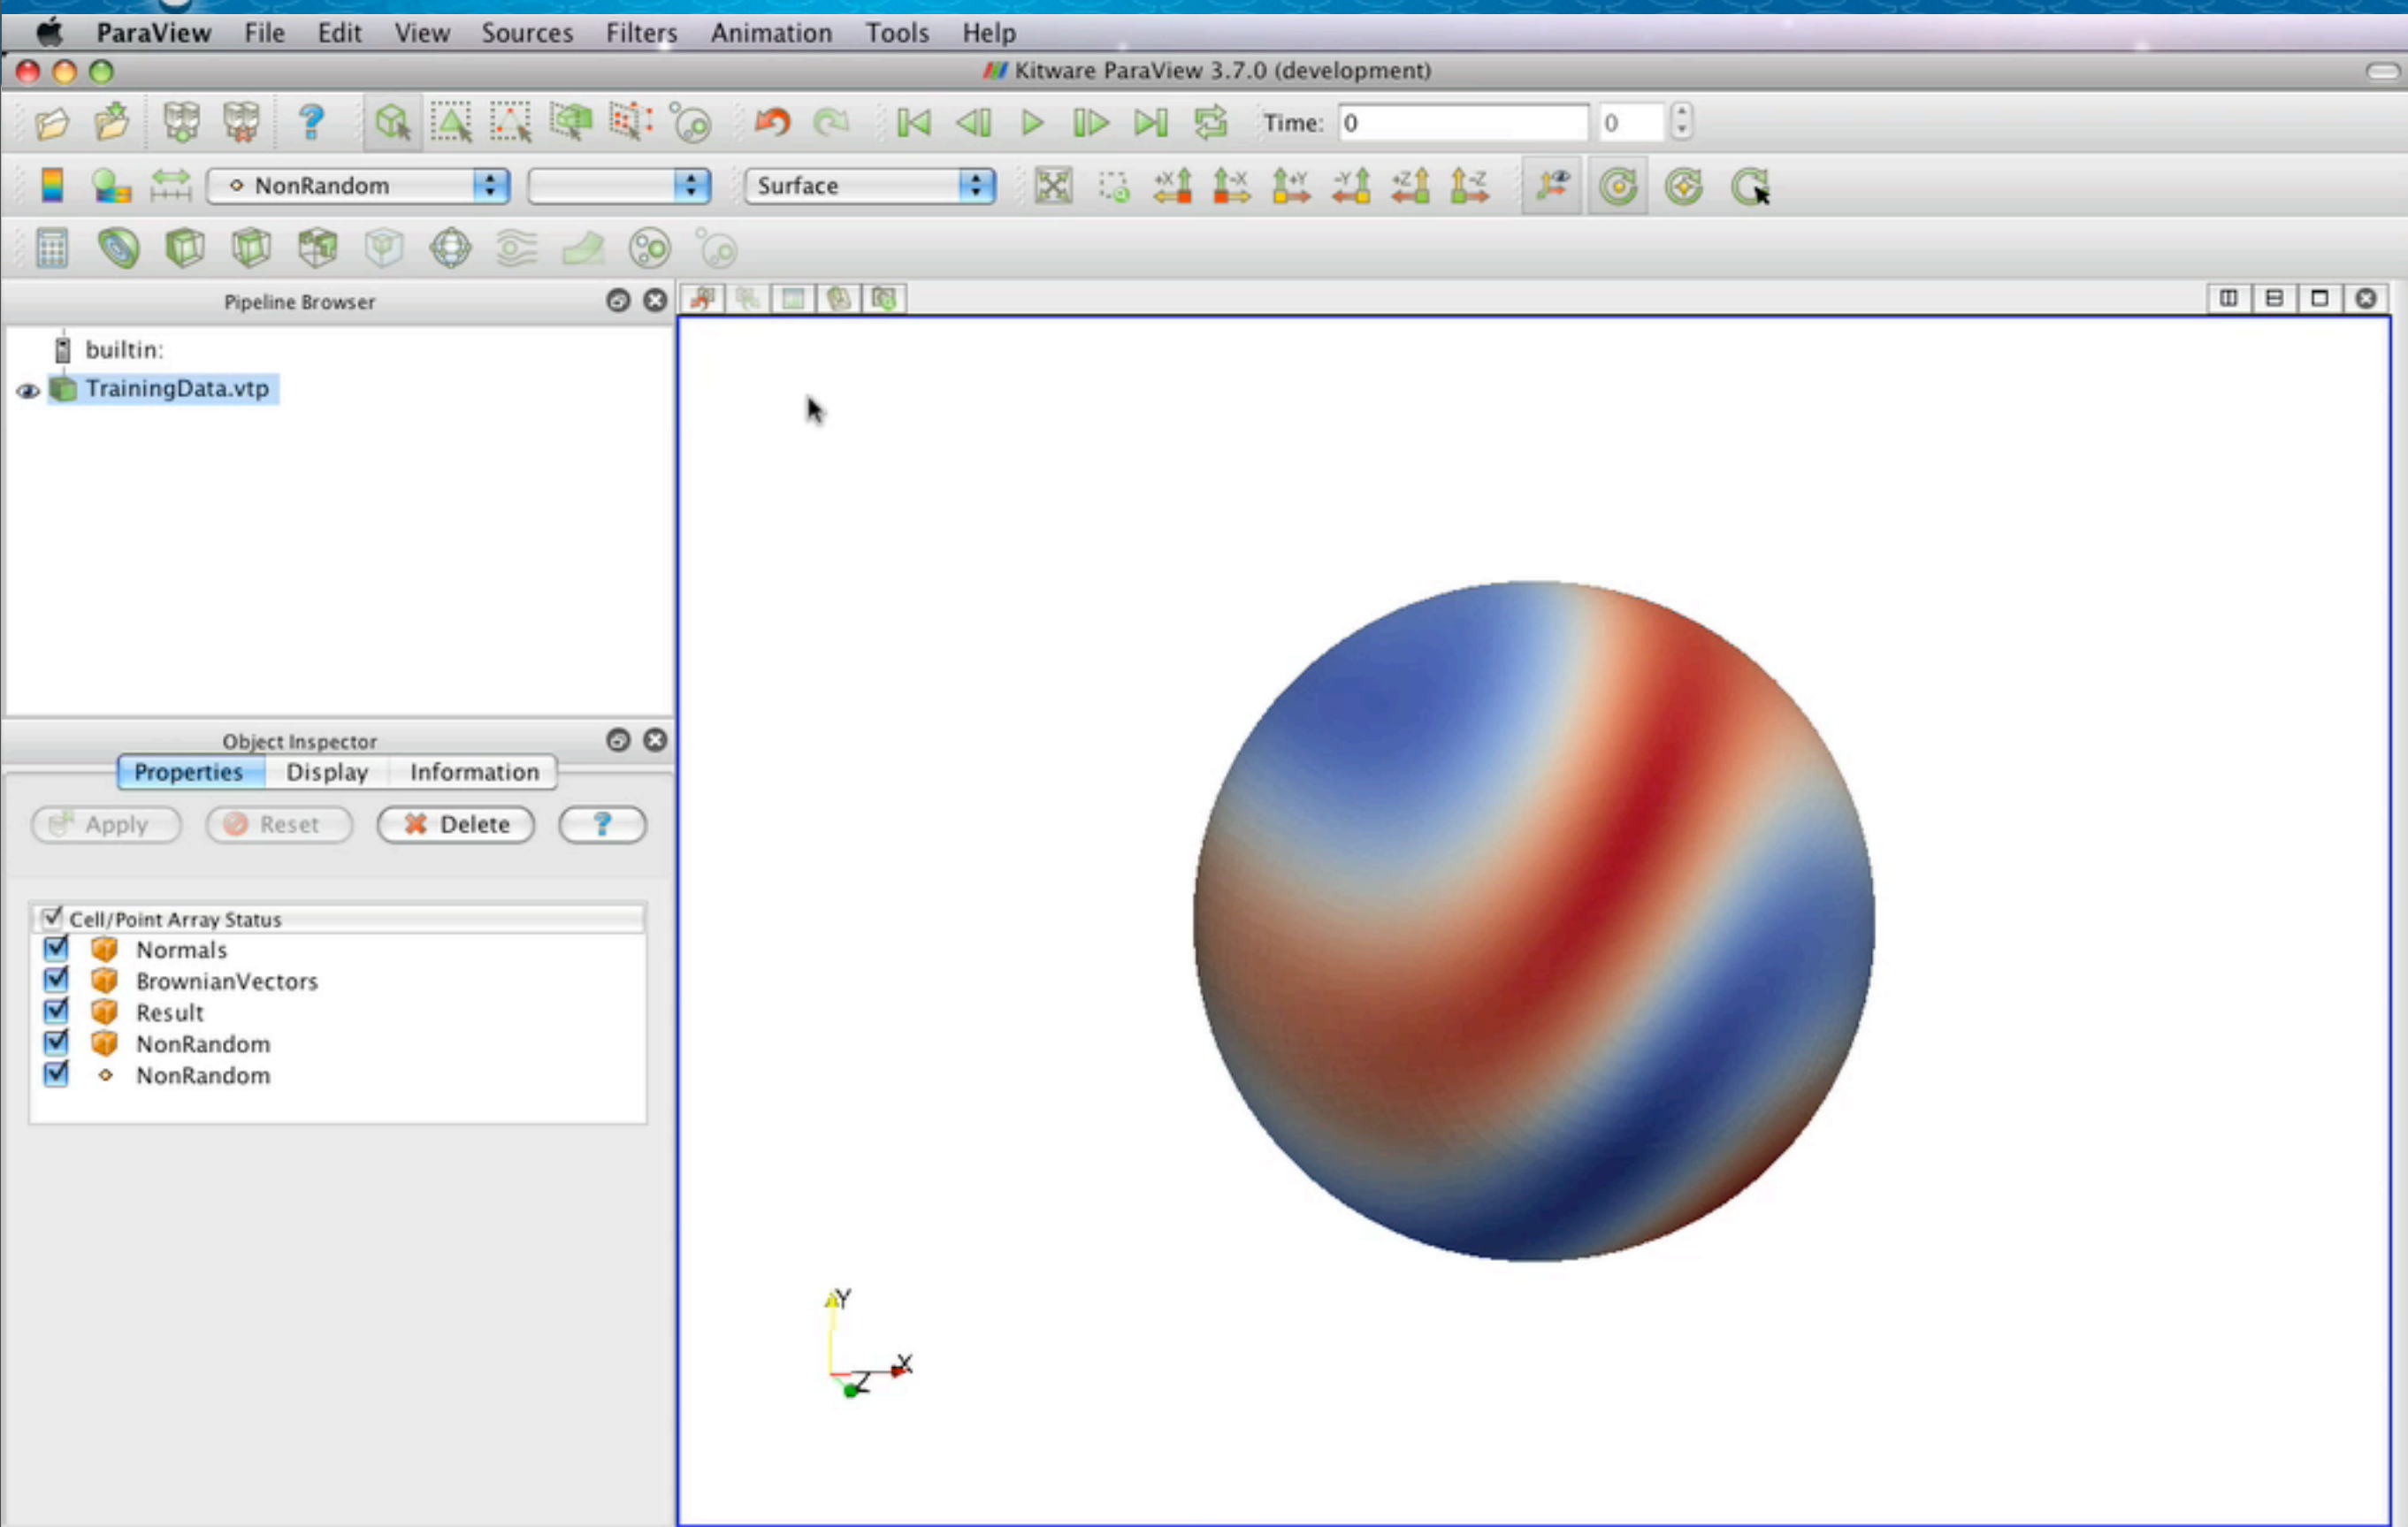 ParaView File Edit View Sources Filters Animation Tools Help
Kitware ParaView 3.7.0 (development)
? Time: 0 0
NonRandom Surface +X -X +Y -Y +Z -Z
Pipeline Browser
builtin:
TrainingData.vtp
Object Inspector
Properties Display Information
Apply Reset Delete ?
Cell/Point Array Status
Normals
BrownianVectors
Result
NonRandom
NonRandom
Y
X
Z